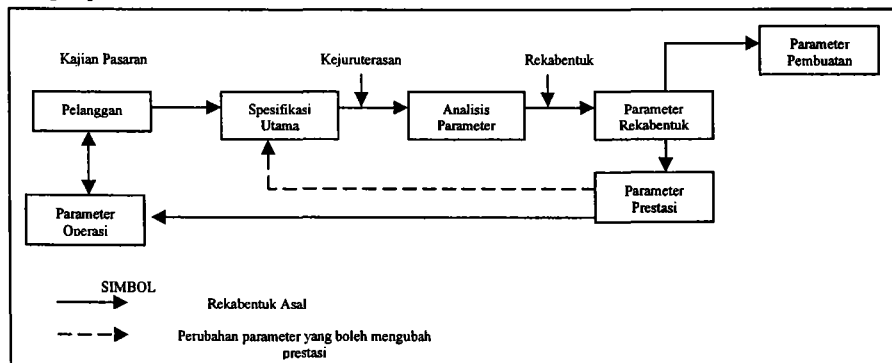 Kajian Pasaran
Kejuruterasan
Rekabentuk
Parameter
Pembuatan
Pelanggan
Spesifikasi
Utama
Analisis
Parameter
Parameter
Rekabentuk
Parameter
Prestasi
Parameter
Operasi
SIMBOL
Rekabentuk Asal
Perubahan parameter yang boleh mengubah
prestasi